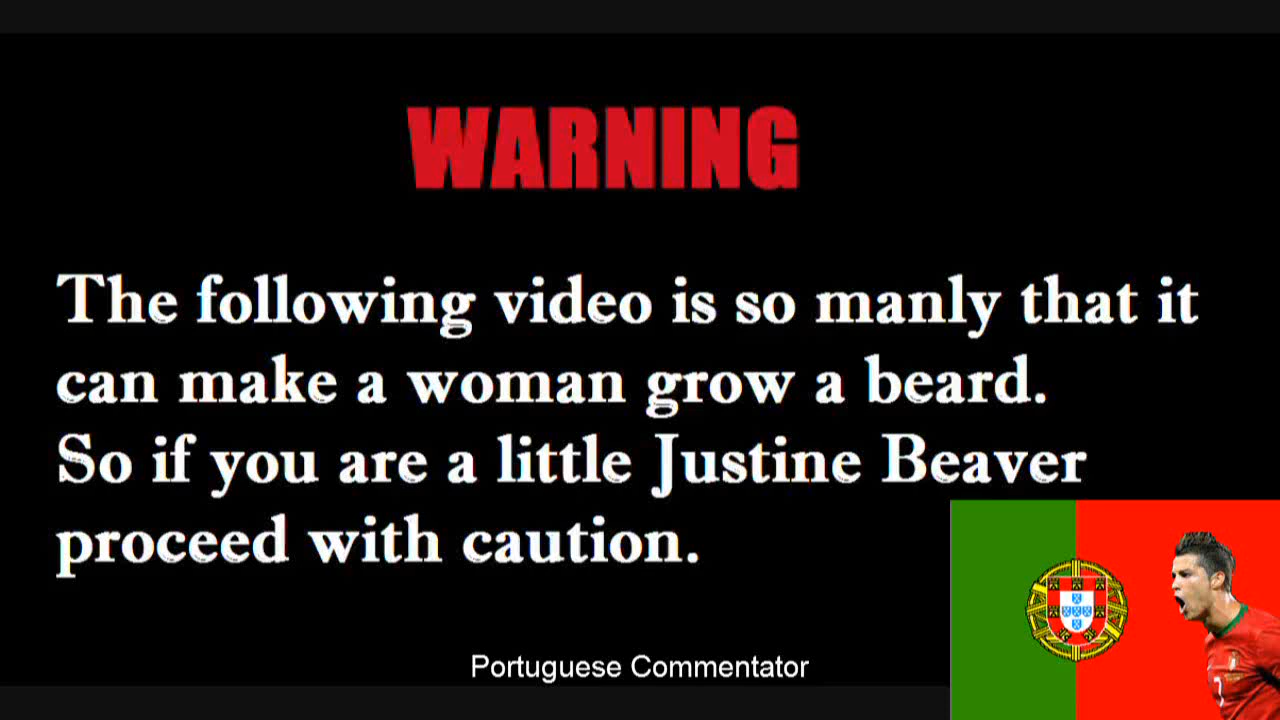 WARNING
The following video is so manly that it
can make a woman grow a beard.
So if you are a little Justine Beaver
proceed with caution.
Portuguese Commentator
7